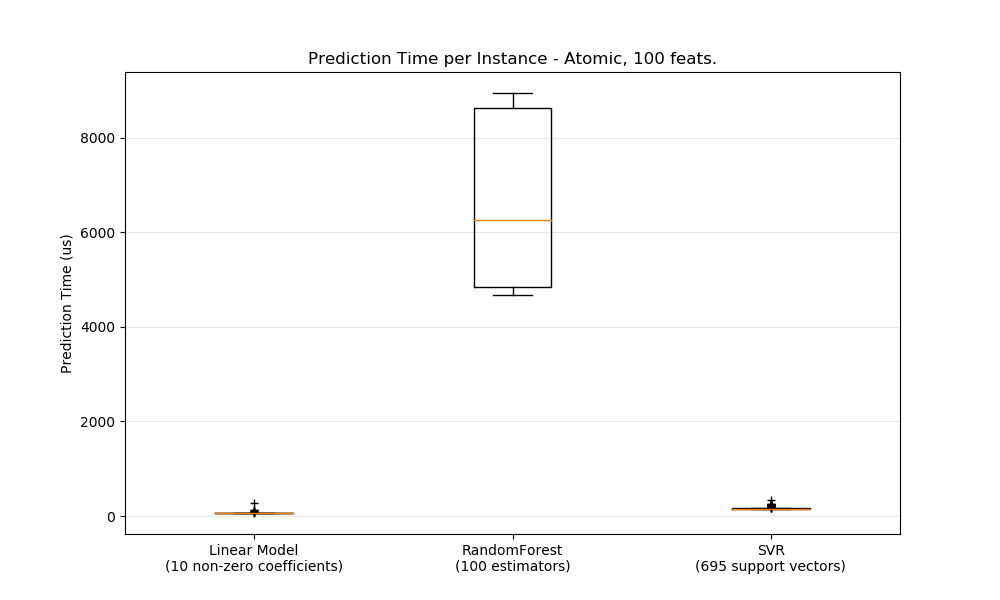 Prediction Time per Instance - Atomic, 100 feats.
Prediction Time (us)
8000
6000
4000
2000
0
Linear Model
(10 non-zero coefficients)
RandomForest
(100 estimators)
SVR
(695 support vectors)